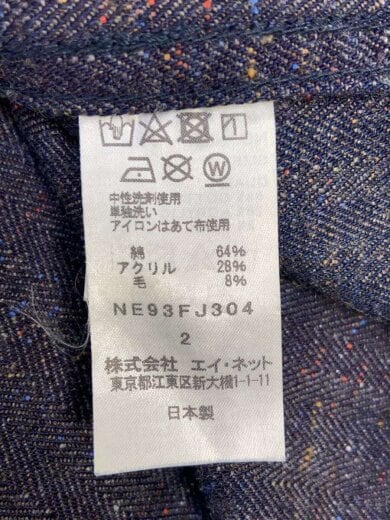 中性洗剤使用
単独洗い
アイロンはあて布使用
綿 64%
アクリル 28%
毛 8%
NE93FJ304
2
株式会社 エイ・ネット
東京都江東区新大橋1-1-11
日本製